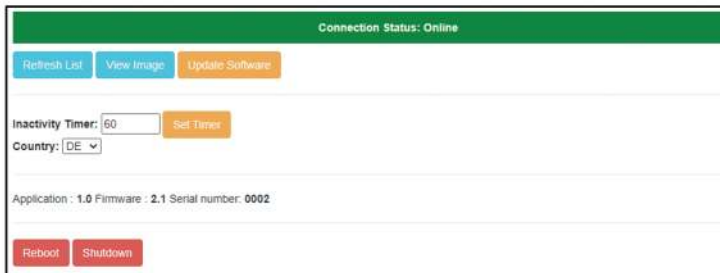 Connection Status: Online
Refresh List View Image Update Software
Inactivity Timer: 60 Set Timer
Country: DE
Application : 1.0 Firmware : 2.1 Serial number: 0002
Reboot Shutdown